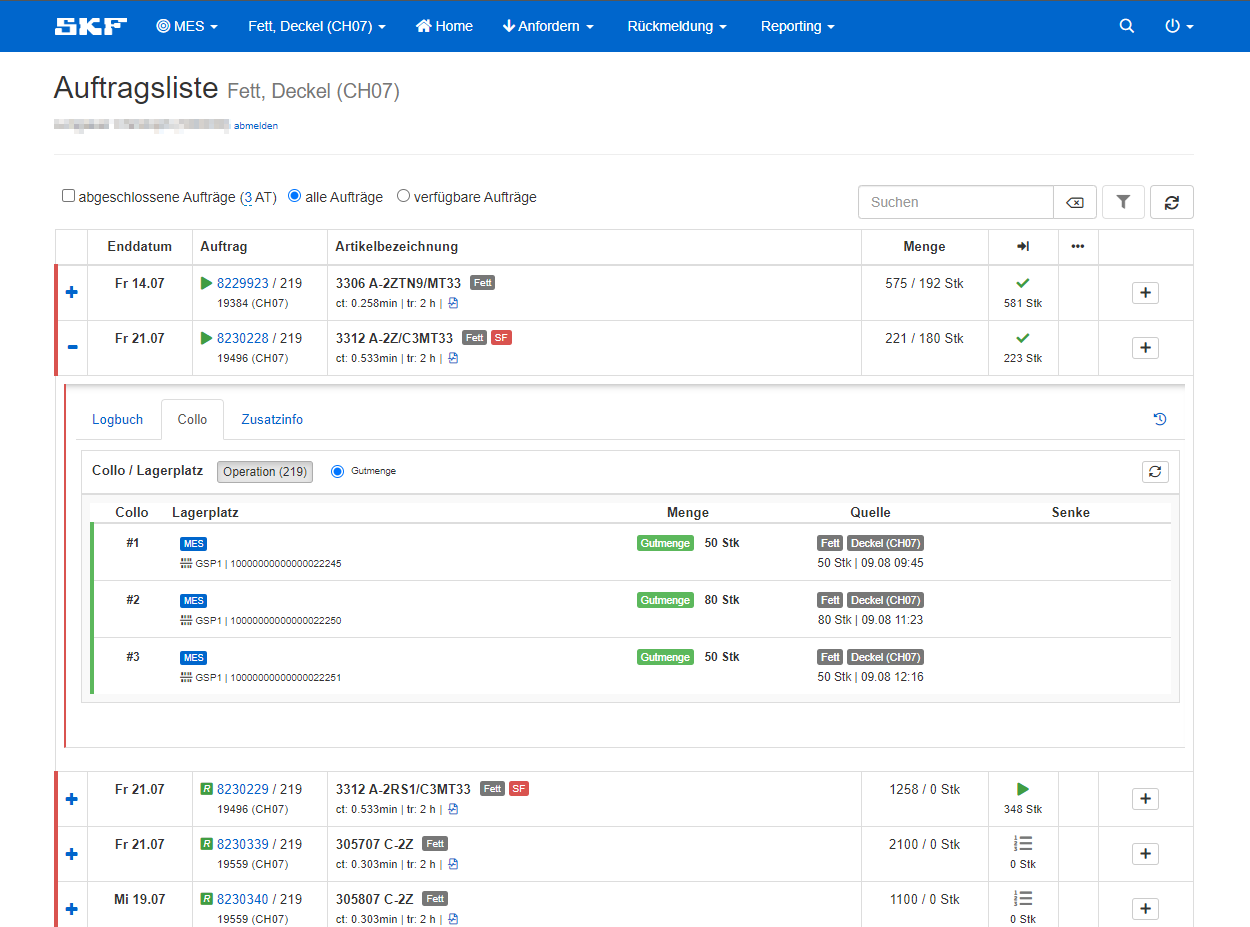 SKF MES Fett, Deckel (CH07) Home Anfordern Rückmeldung Reporting
Auftragsliste Fett, Deckel (CH07)
abmelden
abgeschlossene Aufträge (3 AT) alle Aufträge verfügbare Aufträge Suchen
Enddatum Auftrag Artikelbezeichnung Menge
Fr 14.07 8229923 / 219 3306 A-2ZTN9/MT33 Fett 575 / 192 Stk
19384 (CH07) ct: 0.258min | tr: 2 h | 581 Stk
Fr 21.07 8230228 / 219 3312 A-2Z/C3MT33 Fett SF 221 / 180 Stk
19496 (CH07) ct: 0.533min | tr: 2 h | 223 Stk
Logbuch Collo Zusatzinfo
Collo / Lagerplatz Operation (219) Gutmenge
Collo Lagerplatz Menge Quelle Senke
#1 MES Gutmenge 50 Stk Fett Deckel (CH07)
GSP1 | 10000000000000022245 50 Stk | 09.08 09:45
#2 MES Gutmenge 80 Stk Fett Deckel (CH07)
GSP1 | 10000000000000022250 80 Stk | 09.08 11:23
#3 MES Gutmenge 50 Stk Fett Deckel (CH07)
GSP1 | 10000000000000022251 50 Stk | 09.08 12:16
Fr 21.07 R 8230229 / 219 3312 A-2RS1/C3MT33 Fett SF 1258 / 0 Stk
19496 (CH07) ct: 0.533min | tr: 2 h | 348 Stk
Fr 21.07 R 8230339 / 219 305707 C-2Z Fett 2100 / 0 Stk
19559 (CH07) ct: 0.303min | tr: 2 h | 0 Stk
Mi 19.07 R 8230340 / 219 305807 C-2Z Fett 1100 / 0 Stk
19559 (CH07) ct: 0.303min | tr: 2 h | 0 Stk